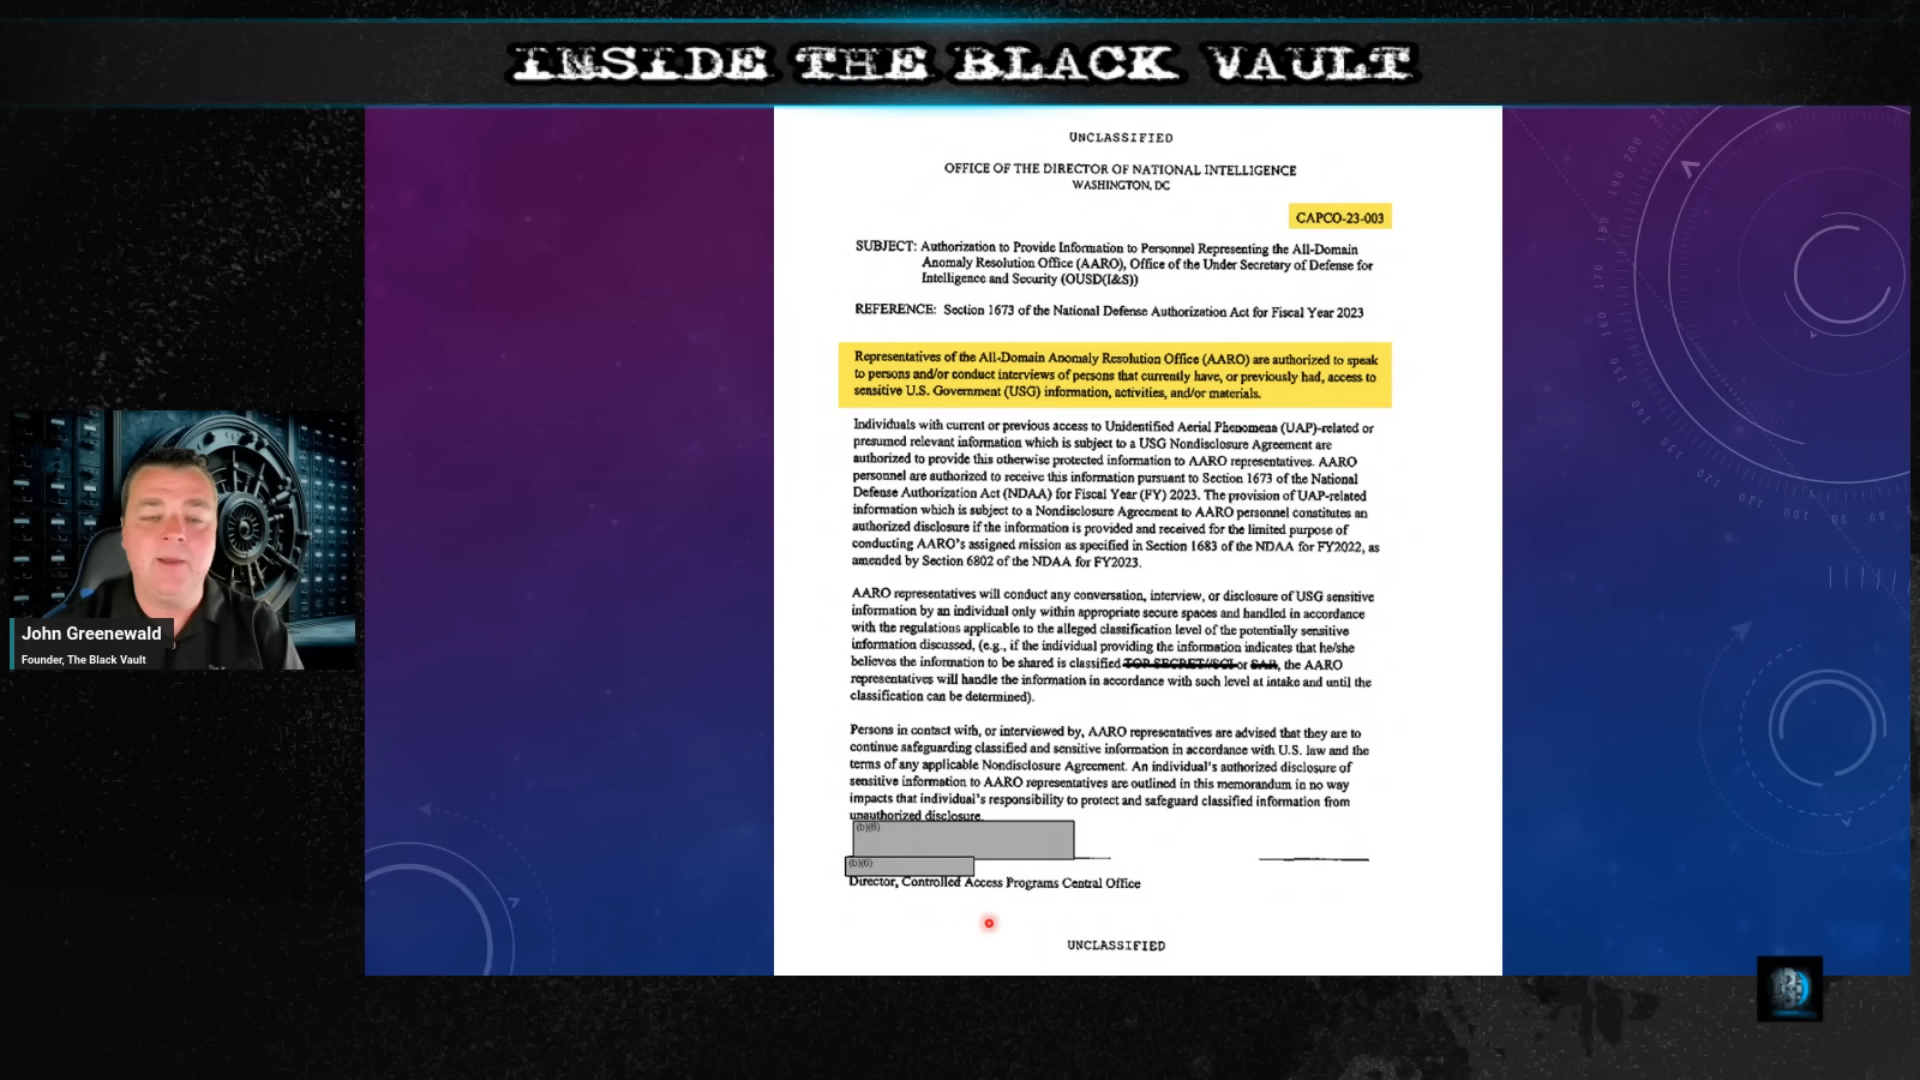 INSIDE THE BLACK VAULT
UNCLASSIFIED
OFFICE OF THE DIRECTOR OF NATIONAL INTELLIGENCE
WASHINGTON, DC
CAPCO-23-003
SUBJECT: Authorization to Provide Information to Personnel Representing the All-Domain
Anomaly Resolution Office (AARO), Office of the Under Secretary of Defense for
Intelligence and Security (OUSD(I&S))
REFERENCE: Section 1673 of the National Defense Authorization Act for Fiscal Year 2023
Representatives of the All-Domain Anomaly Resolution Office (AARO) are authorized to speak
to persons and/or conduct interviews of persons that currently have, or previously had, access to
sensitive U.S. Government (USG) information, activities, and/or materials.
Individuals with current or previous access to Unidentified Aerial Phenomena (UAP)-related or
presumed relevant information which is subject to a USG Nondisclosure Agreement are
authorized to provide this otherwise protected information to AARO representatives. AARO
personnel are authorized to receive this information pursuant to Section 1673 of the National
Defense Authorization Act (NDAA) for Fiscal Year (FY) 2023. The provision of UAP-related
information which is subject to a Nondisclosure Agreement to AARO personnel constitutes an
authorized disclosure if the information is provided and received for the limited purpose of
conducting AARO's assigned mission as specified in Section 1683 of the NDAA for FY2022, as
amended by Section 6802 of the NDAA for FY2023.
AARO representatives will conduct any conversation, interview, or disclosure of USG sensitive
information by an individual only within appropriate secure spaces and handled in accordance
with the regulations applicable to the alleged classification level of the potentially sensitive
information discussed, (e.g., if the individual providing the information indicates that he/she
believes the information to be shared is classified TOP SECRET//SCI or SAP, the AARO
representatives will handle the information in accordance with such level at intake and until the
classification can be determined).
Persons in contact with, or interviewed by, AARO representatives are advised that they are to
continue safeguarding classified and sensitive information in accordance with U.S. law and the
terms of any applicable Nondisclosure Agreement. An individual's authorized disclosure of
sensitive information to AARO representatives are outlined in this memorandum in no way
impacts that individual's responsibility to protect and safeguard classified information from
unauthorized disclosure.
(b)(6)
(b)(6)
Director, Controlled Access Programs Central Office
UNCLASSIFIED
John Greenewald
Founder, The Black Vault